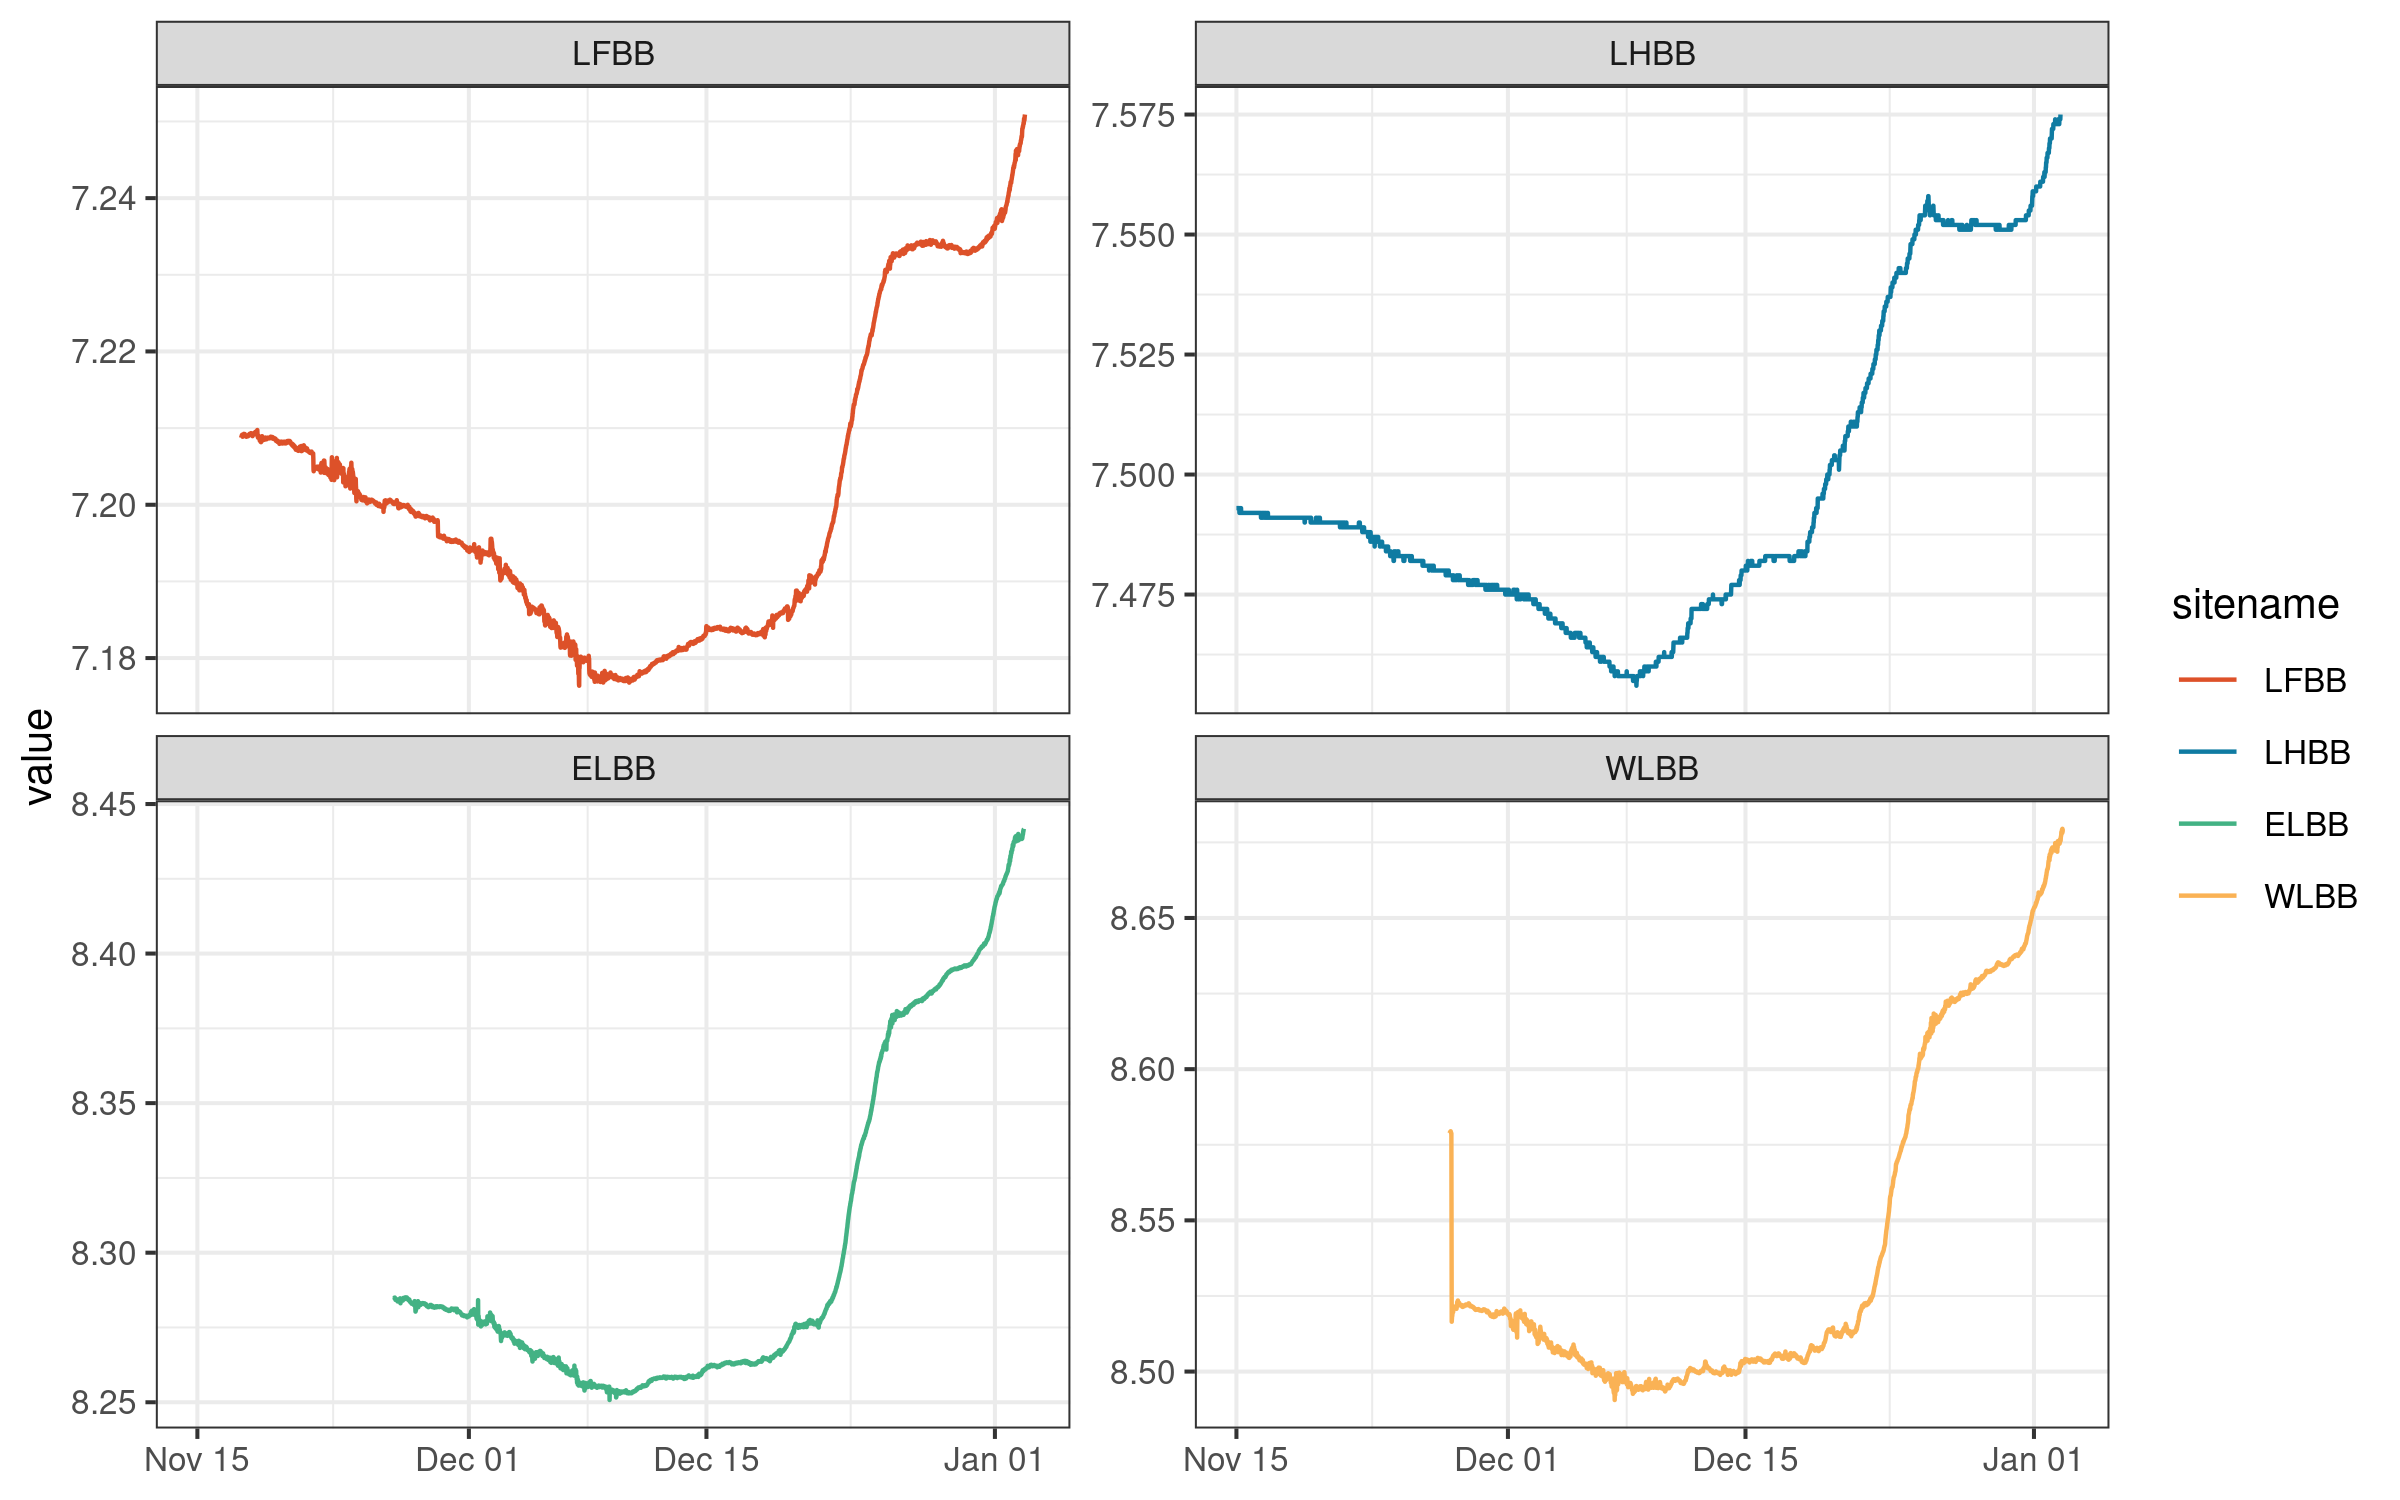 LFBB
LHBB
7.24
7.22
7.20
7.18
7.575
7.550
7.525
7.500
7.475
ELBB
WLBB
8.45
8.40
8.35
8.30
8.25
8.65
8.60
8.55
8.50
Nov 15
Dec 01
Dec 15
Jan 01
Nov 15
Dec 01
Dec 15
Jan 01
value
sitename
LFBB
LHBB
ELBB
WLBB